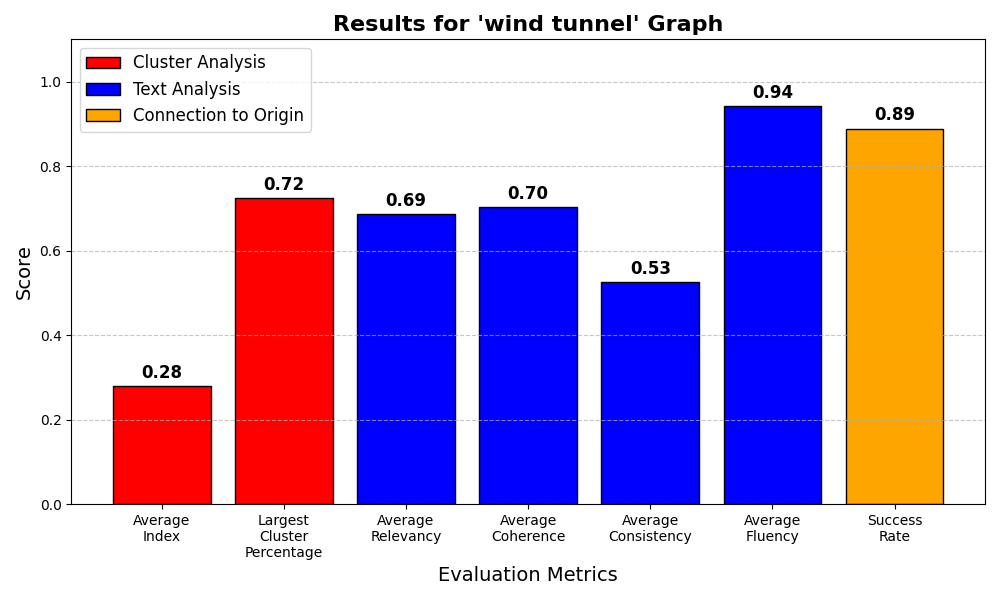 Results for 'wind tunnel' Graph
Cluster Analysis
Text Analysis
Connection to Origin
Score
1.0
0.8
0.6
0.4
0.2
0.0
0.28
0.72
0.69
0.70
0.53
0.94
0.89
Average
Index
Largest
Cluster
Percentage
Average
Relevancy
Average
Coherence
Average
Consistency
Average
Fluency
Success
Rate
Evaluation Metrics